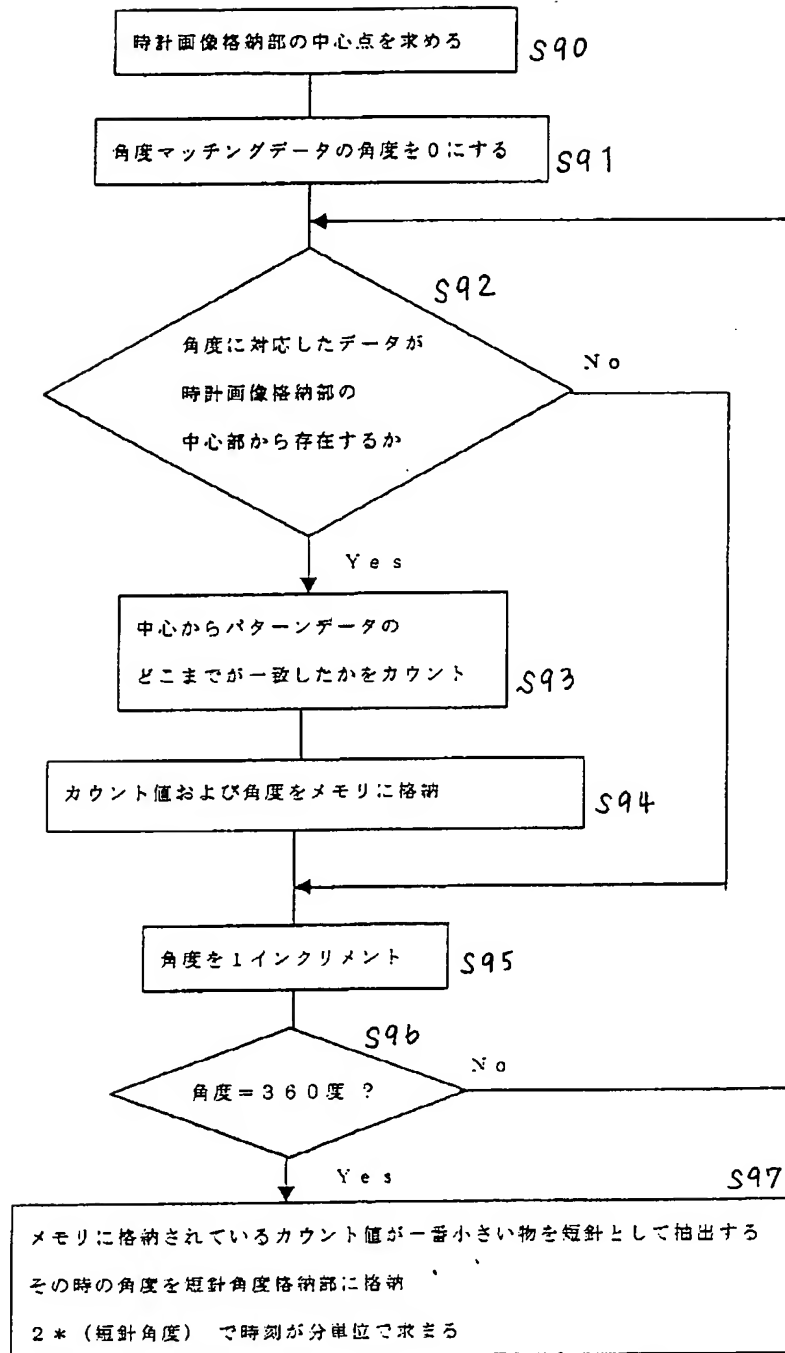 時計画像格納部の中心点を求める
S90
角度マッチングデータの角度を0にする
S91
S92
角度に対応したデータが
時計画像格納部の
中心部から存在するか
No
Yes
中心からパターンデータの
どこまでが一致したかをカウント
S93
カウント値および角度をメモリに格納
S94
角度を1インクリメント
S95
S96
角度=360度 ?
No
Yes
S97
メモリに格納されているカウント値が一番小さい物を短針として抽出する
その時の角度を短針角度格納部に格納
2*(短針角度) で時刻が分単位で求まる